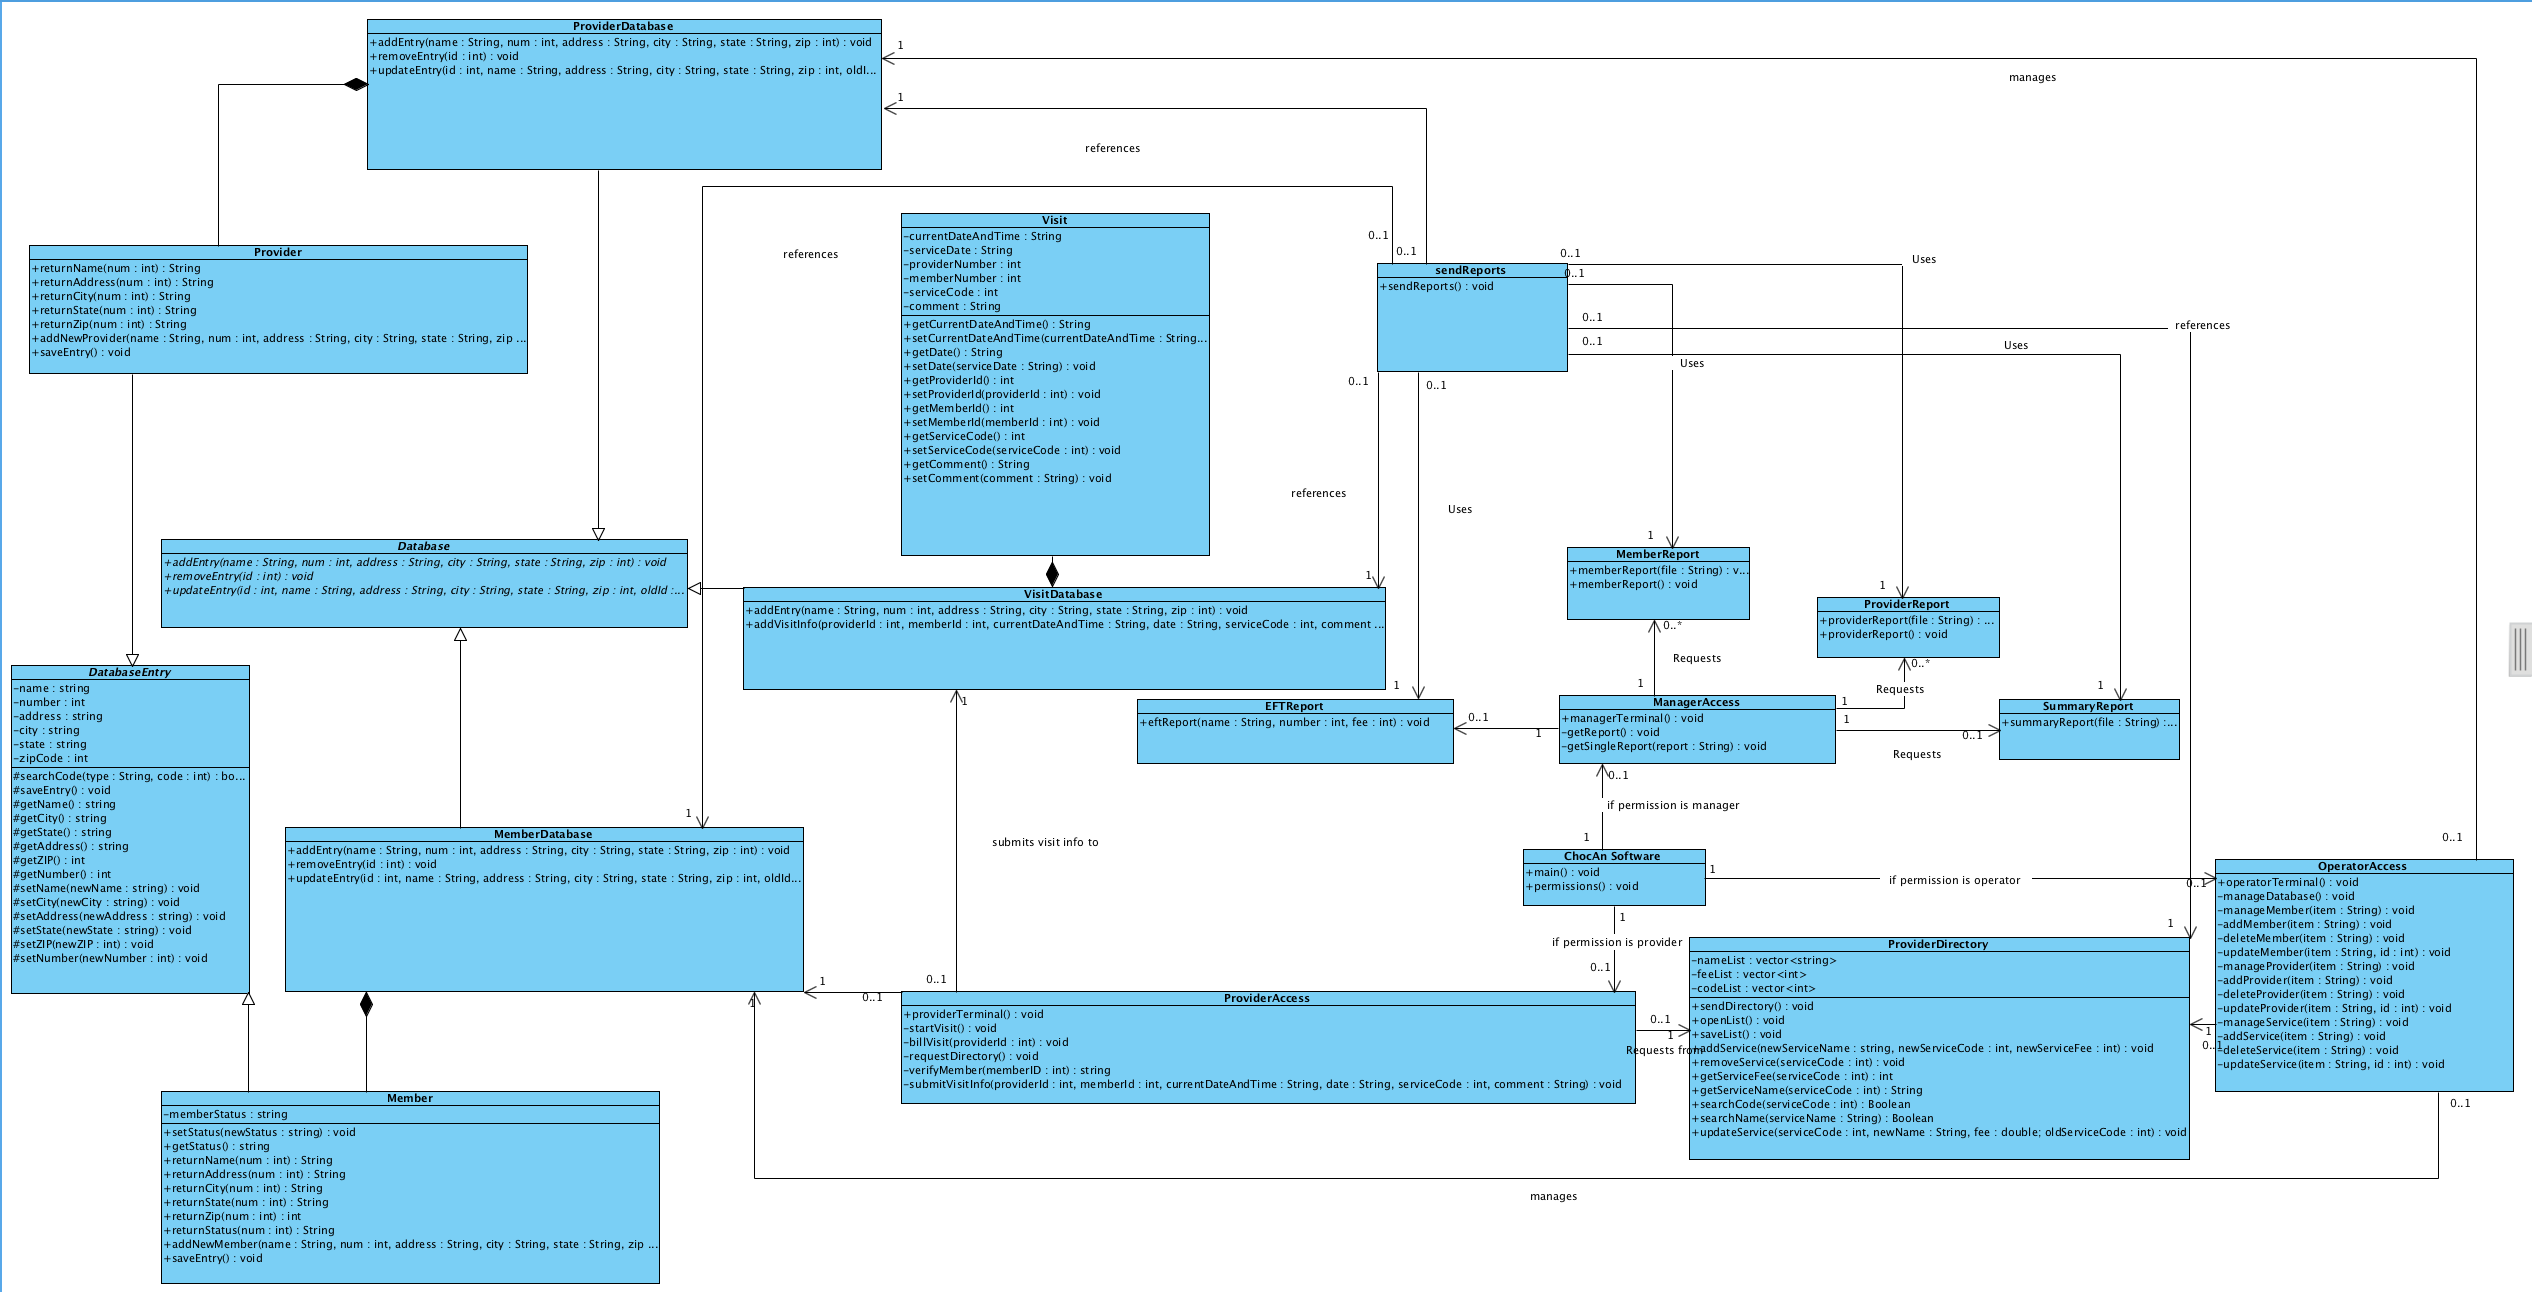 ProviderDatabase
+addEntry(name : String, num : int, address : String, city : String, state : String, zip : int) : void
+removeEntry(id : int) : void
+updateEntry(id : int, name : String, address : String, city : String, state : String, zip : int, oldI...
1
manages
1
references
Provider
+returnName(num : int) : String
+returnAddress(num : int) : String
+returnCity(num : int) : String
+returnState(num : int) : String
+returnZip(num : int) : String
+addNewProvider(name : String, num : int, address : String, city : String, state : String, zip ...
+saveEntry() : void
references
Visit
-currentDateAndTime : String
-serviceDate : String
-providerNumber : int
-memberNumber : int
-serviceCode : int
-comment : String
+getCurrentDateAndTime() : String
+setCurrentDateAndTime(currentDateAndTime : String...
+getDate() : String
+setDate(serviceDate : String) : void
+getProviderId() : int
+setProviderId(providerId : int) : void
+getMemberId() : int
+setMemberId(memberId : int) : void
+getServiceCode() : int
+setServiceCode(serviceCode : int) : void
+getComment() : String
+setComment(comment : String) : void
0..1
0..1
sendReports
+sendReports() : void
0..1
0..1
Uses
0..1
references
0..1
Uses
Uses
0..1
0..1
references
Uses
Database
+addEntry(name : String, num : int, address : String, city : String, state : String, zip : int) : void
+removeEntry(id : int) : void
+updateEntry(id : int, name : String, address : String, city : String, state : String, zip : int, oldId :...
1
VisitDatabase
+addEntry(name : String, num : int, address : String, city : String, state : String, zip : int) : void
+addVisitInfo(providerId : int, memberId : int, currentDateAndTime : String, date : String, serviceCode : int, comment ...
1
MemberReport
+memberReport(file : String) : v...
+memberReport() : void
0..*
Requests
1
1
ProviderReport
+providerReport(file : String) : ...
+providerReport() : void
0..*
Requests
1
DatabaseEntry
-name : string
-number : int
-address : string
-city : string
-state : string
-zipCode : int
#searchCode(type : String, code : int) : bo...
#saveEntry() : void
#getName() : string
#getCity() : string
#getState() : string
#getAddress() : string
#getZIP() : int
#getNumber() : int
#setName(newName : string) : void
#setCity(newCity : string) : void
#setAddress(newAddress : string) : void
#setState(newState : string) : void
#setZIP(newZIP : int) : void
#setNumber(newNumber : int) : void
1
1
EFTReport
+eftReport(name : String, number : int, fee : int) : void
0..1
1
ManagerAccess
+managerTerminal() : void
-getReport() : void
-getSingleReport(report : String) : void
1
0..1
Requests
1
SummaryReport
+summaryReport(file : String) :...
0..1
if permission is manager
1
1
MemberDatabase
+addEntry(name : String, num : int, address : String, city : String, state : String, zip : int) : void
+removeEntry(id : int) : void
+updateEntry(id : int, name : String, address : String, city : String, state : String, zip : int, oldId...
submits visit info to
ChocAn Software
+main() : void
+permissions() : void
1
if permission is operator
0..1
0..1
1
if permission is provider
0..1
OperatorAccess
+operatorTerminal() : void
-manageDatabase() : void
-manageMember(item : String) : void
-addMember(item : String) : void
-deleteMember(item : String) : void
-updateMember(item : String, id : int) : void
-manageProvider(item : String) : void
-addProvider(item : String) : void
-deleteProvider(item : String) : void
-updateProvider(item : String, id : int) : void
-manageService(item : String) : void
-addService(item : String) : void
-deleteService(item : String) : void
-updateService(item : String, id : int) : void
1
ProviderDirectory
-nameList : vector<string>
-feeList : vector<int>
-codeList : vector<int>
+sendDirectory() : void
+openList() : void
+saveList() : void
+addService(newServiceName : string, newServiceCode : int, newServiceFee : int) : void
+removeService(serviceCode : int) : void
+getServiceFee(serviceCode : int) : int
+getServiceName(serviceCode : int) : String
+searchCode(serviceCode : int) : Boolean
+searchName(serviceName : String) : Boolean
+updateService(serviceCode : int, newName : String, fee : double; oldServiceCode : int) : void
1
0..1
1
0..1
0..1
1
ProviderAccess
+providerTerminal() : void
-startVisit() : void
-billVisit(providerId : int) : void
-requestDirectory() : void
-verifyMember(memberID : int) : string
-submitVisitInfo(providerId : int, memberId : int, currentDateAndTime : String, date : String, serviceCode : int, comment : String) : void
0..1
1
Requests from
Member
-memberStatus : string
+setStatus(newStatus : string) : void
+getStatus() : string
+returnName(num : int) : String
+returnAddress(num : int) : String
+returnCity(num : int) : String
+returnState(num : int) : String
+returnZip(num : int) : int
+returnStatus(num : int) : String
+addNewMember(name : String, num : int, address : String, city : String, state : String, zip ...
+saveEntry() : void
0..1
manages